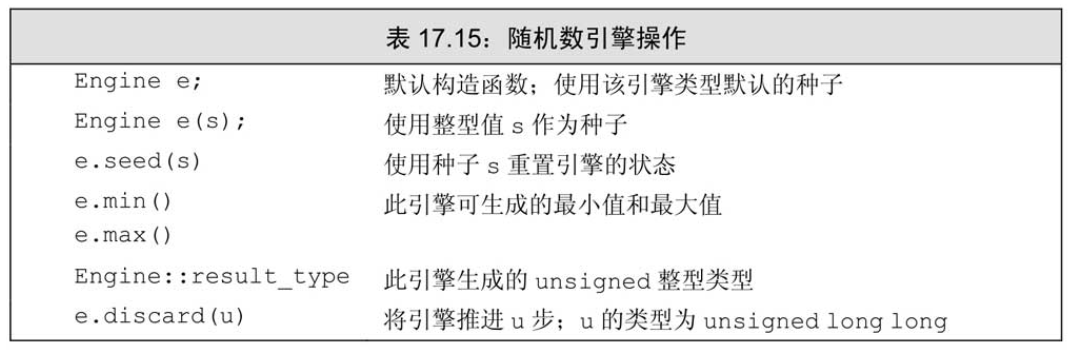 表 17.15：随机数引擎操作
Engine e; 默认构造函数；使用该引擎类型默认的种子
Engine e(s); 使用整型值 s 作为种子
e.seed(s) 使用种子 s 重置引擎的状态
e.min() 此引擎可生成的最小值和最大值
e.max()
Engine::result_type 此引擎生成的 unsigned 整型类型
e.discard(u) 将引擎推进 u 步；u 的类型为 unsigned long long